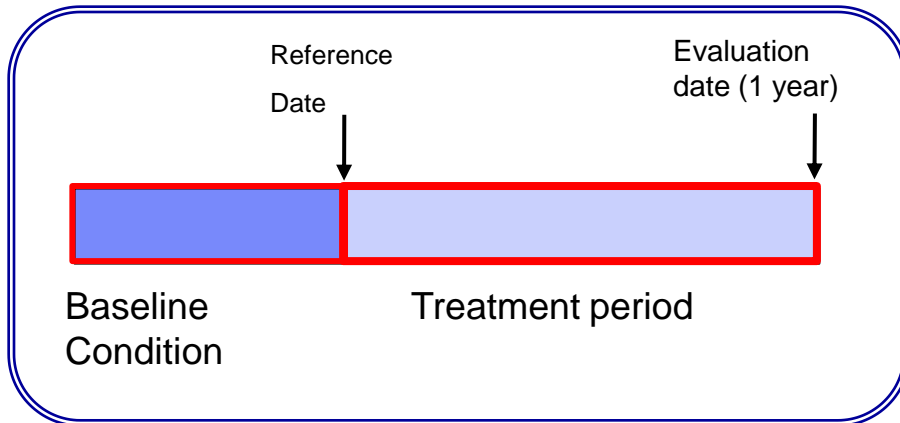 Reference
Date
Evaluation
date (1 year)
Baseline
Condition
Treatment period